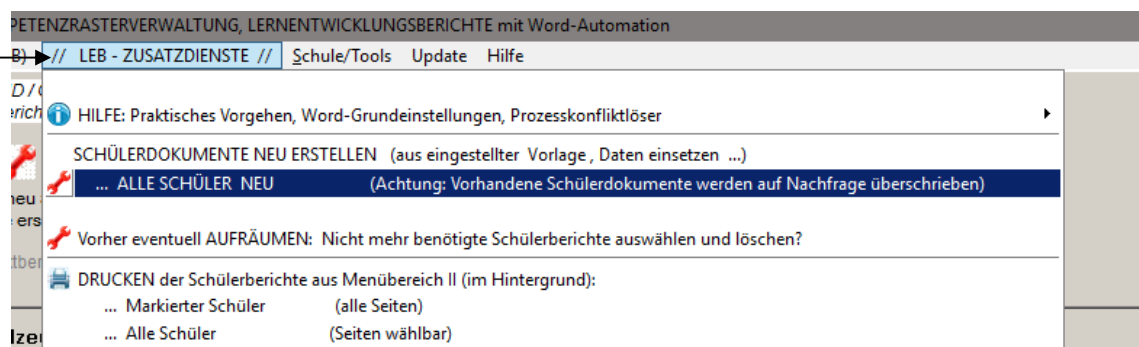 PETENZRASTERVERWALTUNG, LERNENTWICKLUNGSBERICHTE mit Word-Automation
B) // LEB - ZUSATZDIENSTE // Schule/Tools Update Hilfe
HILFE: Praktisches Vorgehen, Word-Grundeinstellungen, Prozesskonfliktlöser
SCHÜLERDOKUMENTE NEU ERSTELLEN (aus eingestellter Vorlage , Daten einsetzen ...)
... ALLE SCHÜLER NEU (Achtung: Vorhandene Schülerdokumente werden auf Nachfrage überschrieben)
neu
ers
Vorher eventuell AUFRÄUMEN: Nicht mehr benötigte Schülerberichte auswählen und löschen?
tber
DRUCKEN der Schülerberichte aus Menübereich II (im Hintergrund):
... Markierter Schüler (alle Seiten)
... Alle Schüler (Seiten wählbar)